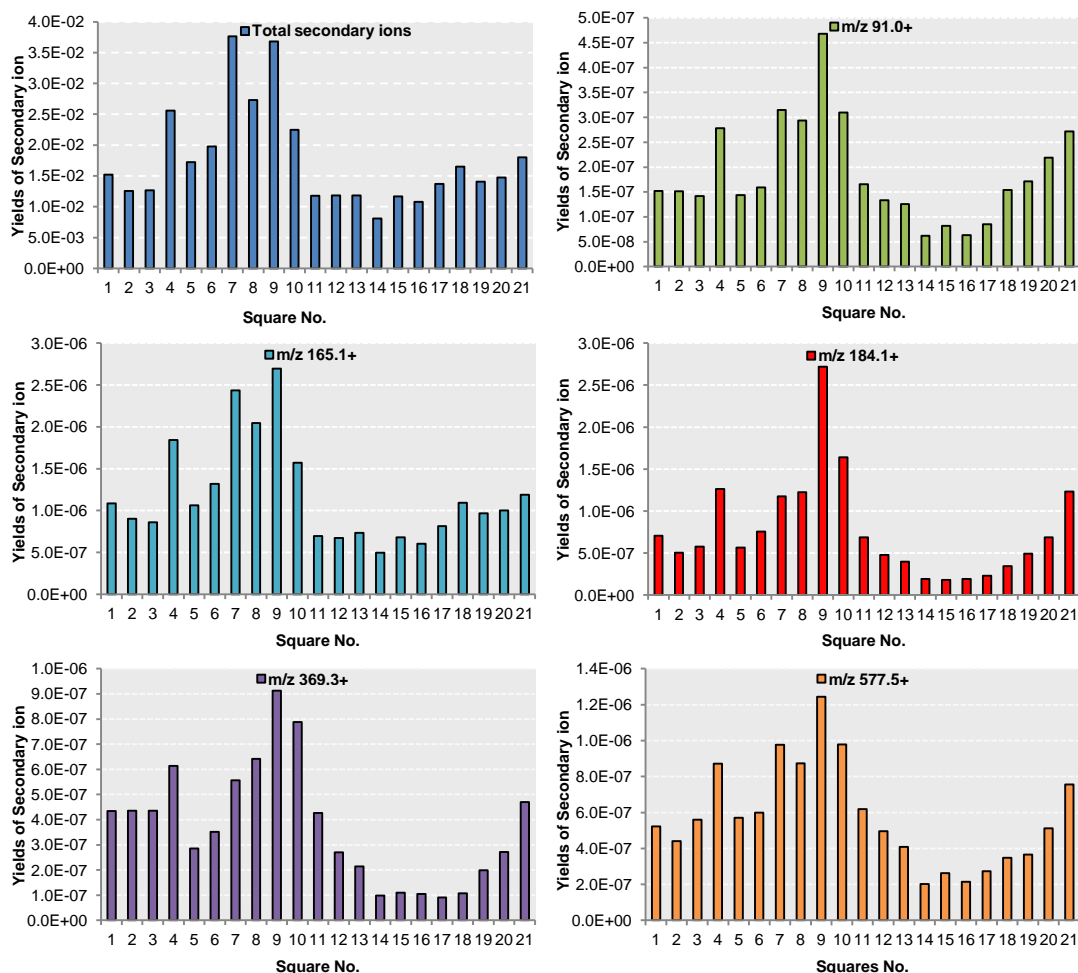 Yields of Secondary ion
4.0E-02
3.5E-02
3.0E-02
2.5E-02
2.0E-02
1.5E-02
1.0E-02
5.0E-03
0.0E+00
Total secondary ions
1 2 3 4 5 6 7 8 9 10 11 12 13 14 15 16 17 18 19 20 21
Square No.
Yields of Secondary ion
5.0E-07
4.5E-07
4.0E-07
3.5E-07
3.0E-07
2.5E-07
2.0E-07
1.5E-07
1.0E-07
5.0E-08
0.0E+00
m/z 91.0+
1 2 3 4 5 6 7 8 9 10 11 12 13 14 15 16 17 18 19 20 21
Square No.
Yields of Secondary ion
3.0E-06
2.5E-06
2.0E-06
1.5E-06
1.0E-06
5.0E-07
0.0E+00
m/z 165.1+
1 2 3 4 5 6 7 8 9 10 11 12 13 14 15 16 17 18 19 20 21
Square No.
Yields of Secondary ion
3.0E-06
2.5E-06
2.0E-06
1.5E-06
1.0E-06
5.0E-07
0.0E+00
m/z 184.1+
1 2 3 4 5 6 7 8 9 10 11 12 13 14 15 16 17 18 19 20 21
Square No.
Yields of Secondary ion
1.0E-06
9.0E-07
8.0E-07
7.0E-07
6.0E-07
5.0E-07
4.0E-07
3.0E-07
2.0E-07
1.0E-07
0.0E+00
m/z 369.3+
1 2 3 4 5 6 7 8 9 10 11 12 13 14 15 16 17 18 19 20 21
Square No.
Yields of Secondary ion
1.4E-06
1.2E-06
1.0E-06
8.0E-07
6.0E-07
4.0E-07
2.0E-07
0.0E+00
m/z 577.5+
1 2 3 4 5 6 7 8 9 10 11 12 13 14 15 16 17 18 19 20 21
Squares No.